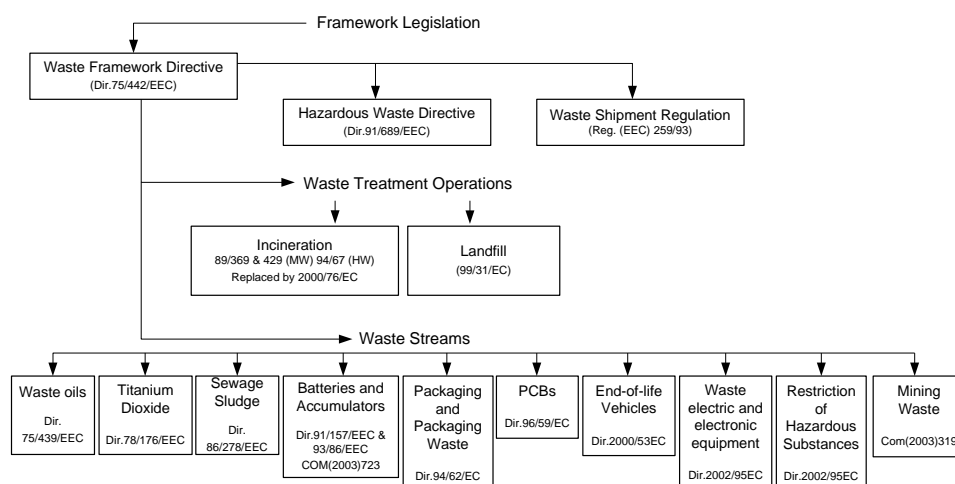 Framework Legislation
Waste Framework Directive
(Dir.75/442/EEC)
Hazardous Waste Directive
(Dir.91/689/EEC)
Waste Shipment Regulation
(Reg. (EEC) 259/93)
Waste Treatment Operations
Incineration
89/369 & 429 (MW) 94/67 (HW)
Replaced by 2000/76/EC
Landfill
(99/31/EC)
Waste Streams
Waste oils
Dir.
75/439/EEC
Titanium
Dioxide
Dir.78/176/EEC
Sewage
Sludge
Dir.
86/278/EEC
Batteries and
Accumulators
Dir.91/157/EEC &
93/86/EEC
COM(2003)723
Packaging
and
Packaging
Waste
Dir.94/62/EC
PCBs
Dir.96/59/EC
End-of-life
Vehicles
Dir.2000/53EC
Waste
electric and
electronic
equipment
Dir.2002/95EC
Restriction
of
Hazardous
Substances
Dir.2002/95EC
Mining
Waste
Com(2003)319